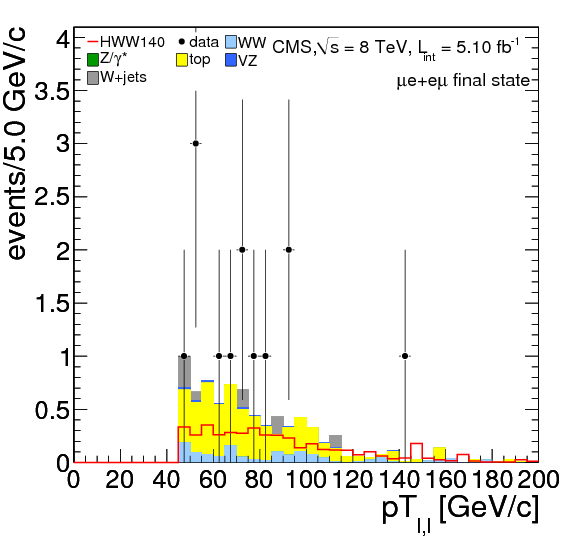 HWW140 data WW CMS,√s = 8 TeV, L_int = 5.10 fb⁻¹
Z/γ* top VZ
W+jets
μe+eμ final state
events/5.0 GeV/c
4
3.5
3
2.5
2
1.5
1
0.5
0
0 20 40 60 80 100 120 140 160 180 200
pT_l,l [GeV/c]